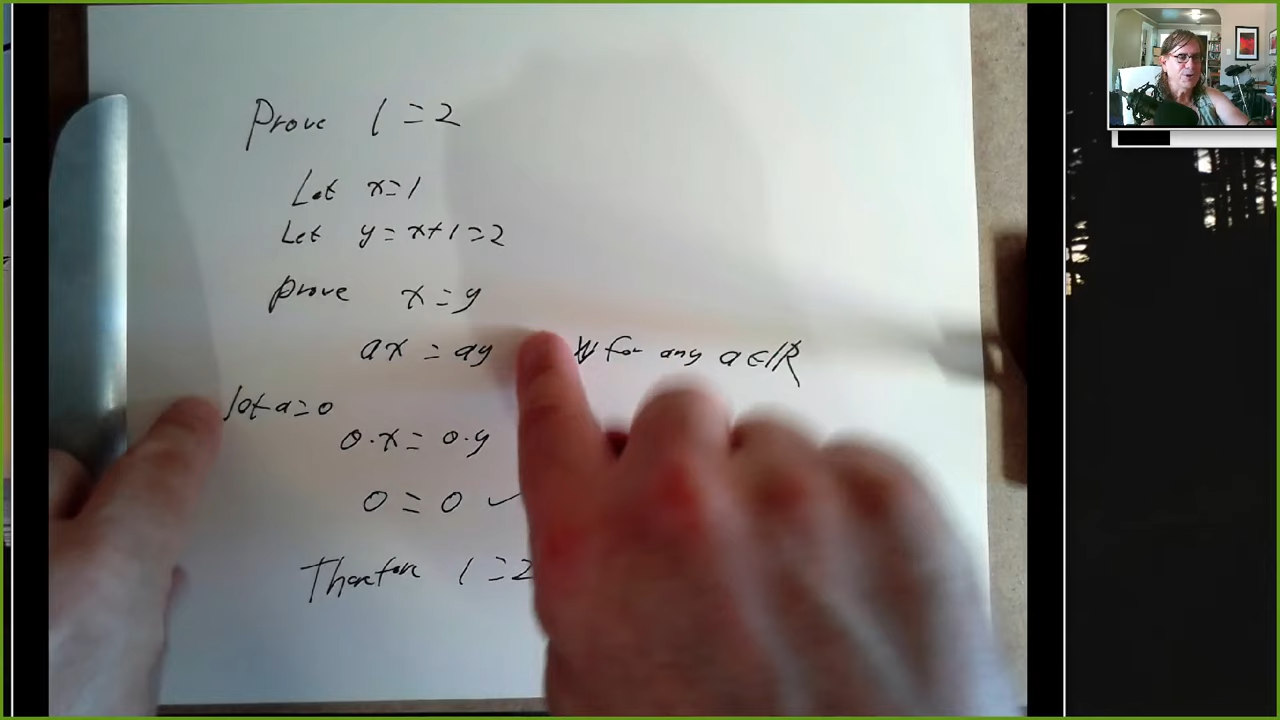 Prove 1 = 2
Let x = 1
Let y = x + 1 = 2
prove x = y
ax = ay for any a ∈ ℝ
let a = 0
0·x = 0·y
0 = 0 ✓
Therefore 1 = 2